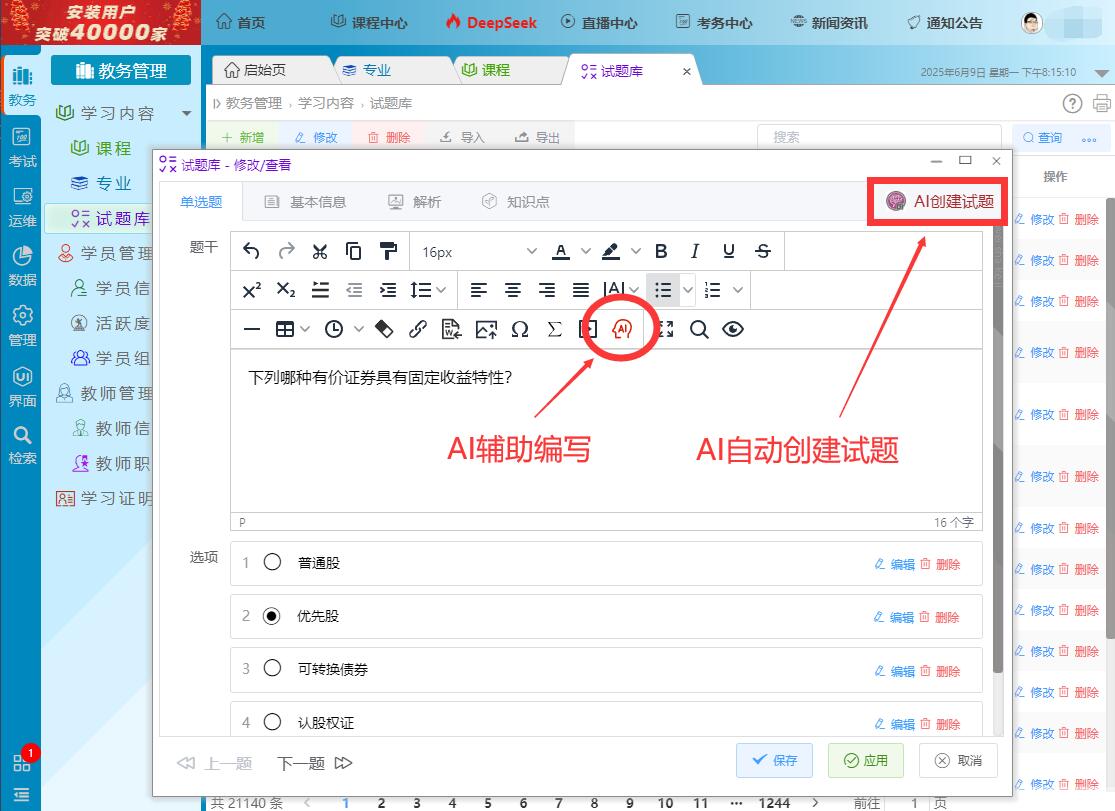 安装用户
突破40000家
首页
课程中心
DeepSeek
直播中心
考务中心
新闻资讯
通知公告
教务
考试
运维
数据
管理
界面
检索
1
教务管理
学习内容
课程
专业
试题库
学员管理
学员信
活跃度
学员组
教师管理
教师信
教师职
学习证明
启始页
专业
课程
试题库
2025年6月9日 星期一 下午8:15:10
教务管理 › 学习内容 › 试题库
新增
修改
删除
导入
导出
搜索
查询
操作
试题库 - 修改/查看
单选题
基本信息
解析
知识点
AI创建试题
题干
16px
下列哪种有价证券具有固定收益特性？
AI辅助编写
AI自动创建试题
P
16 个字
选项
1 普通股 编辑 删除
2 优先股 编辑 删除
3 可转换债券 编辑 删除
4 认股权证 编辑 删除
上一题
下一题
保存
应用
取消
修改 删除
修改 删除
修改 删除
修改 删除
修改 删除
修改 删除
修改 删除
修改 删除
修改 删除
修改 删除
修改 删除
修改 删除
修改 删除
共 21140 条 1 2 3 4 5 6 7 8 9 10 11 ••• 1244 前往 1 页